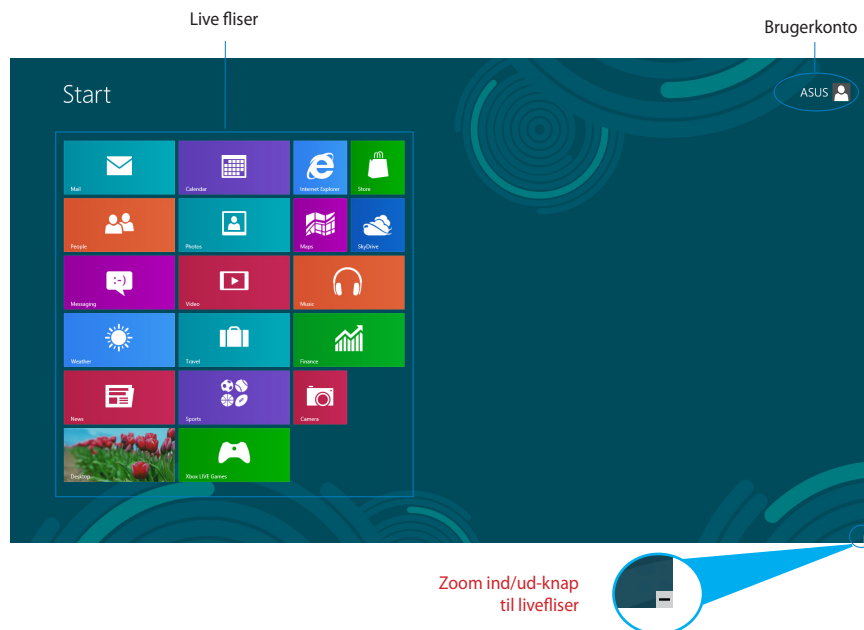 Live fliser
Brugerkonto
Start
ASUS
Mail
Calendar
Internet Explorer
Store
People
Photos
Maps
SkyDrive
Messaging
:-)
Video
Music
Weather
Travel
Finance
News
Sports
Camera
Desktop
Xbox LIVE Games
Zoom ind/ud-knap
til livefliser